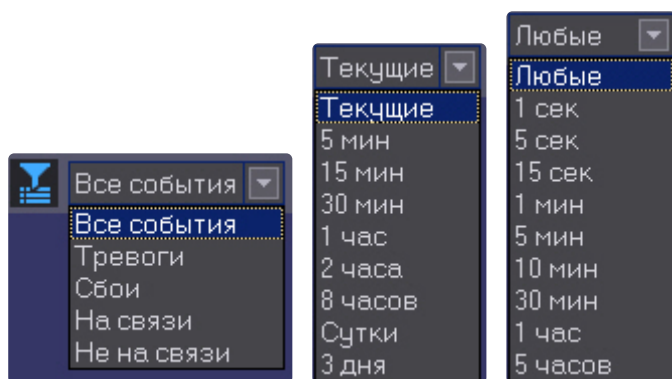 Все события
Все события
Тревоги
Сбои
На связи
Не на связи
Текущие
Текущие
5 мин
15 мин
30 мин
1 час
2 часа
8 часов
Сутки
3 дня
Любые
Любые
1 сек
5 сек
15 сек
1 мин
5 мин
10 мин
30 мин
1 час
5 часов